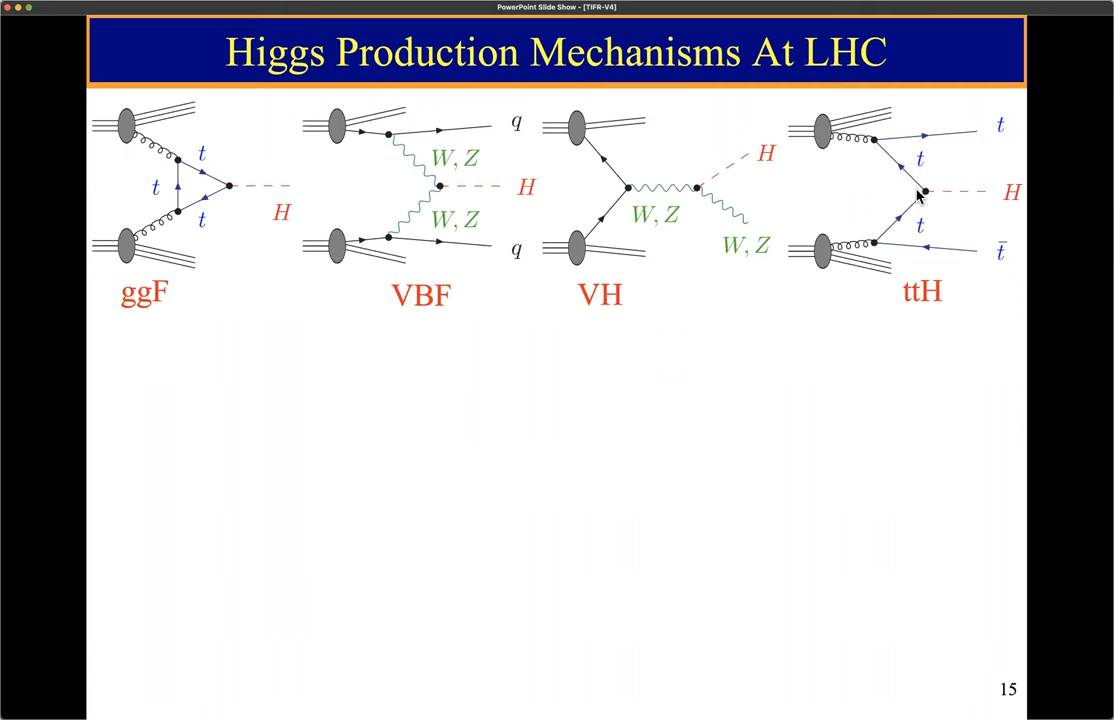 PowerPoint Slide Show - [TIFR-V4]
Higgs Production Mechanisms At LHC
t
t
t
H
ggF
q
W, Z
H
W, Z
q
VBF
H
W, Z
W, Z
VH
t
t
H
t
t̄
ttH
15